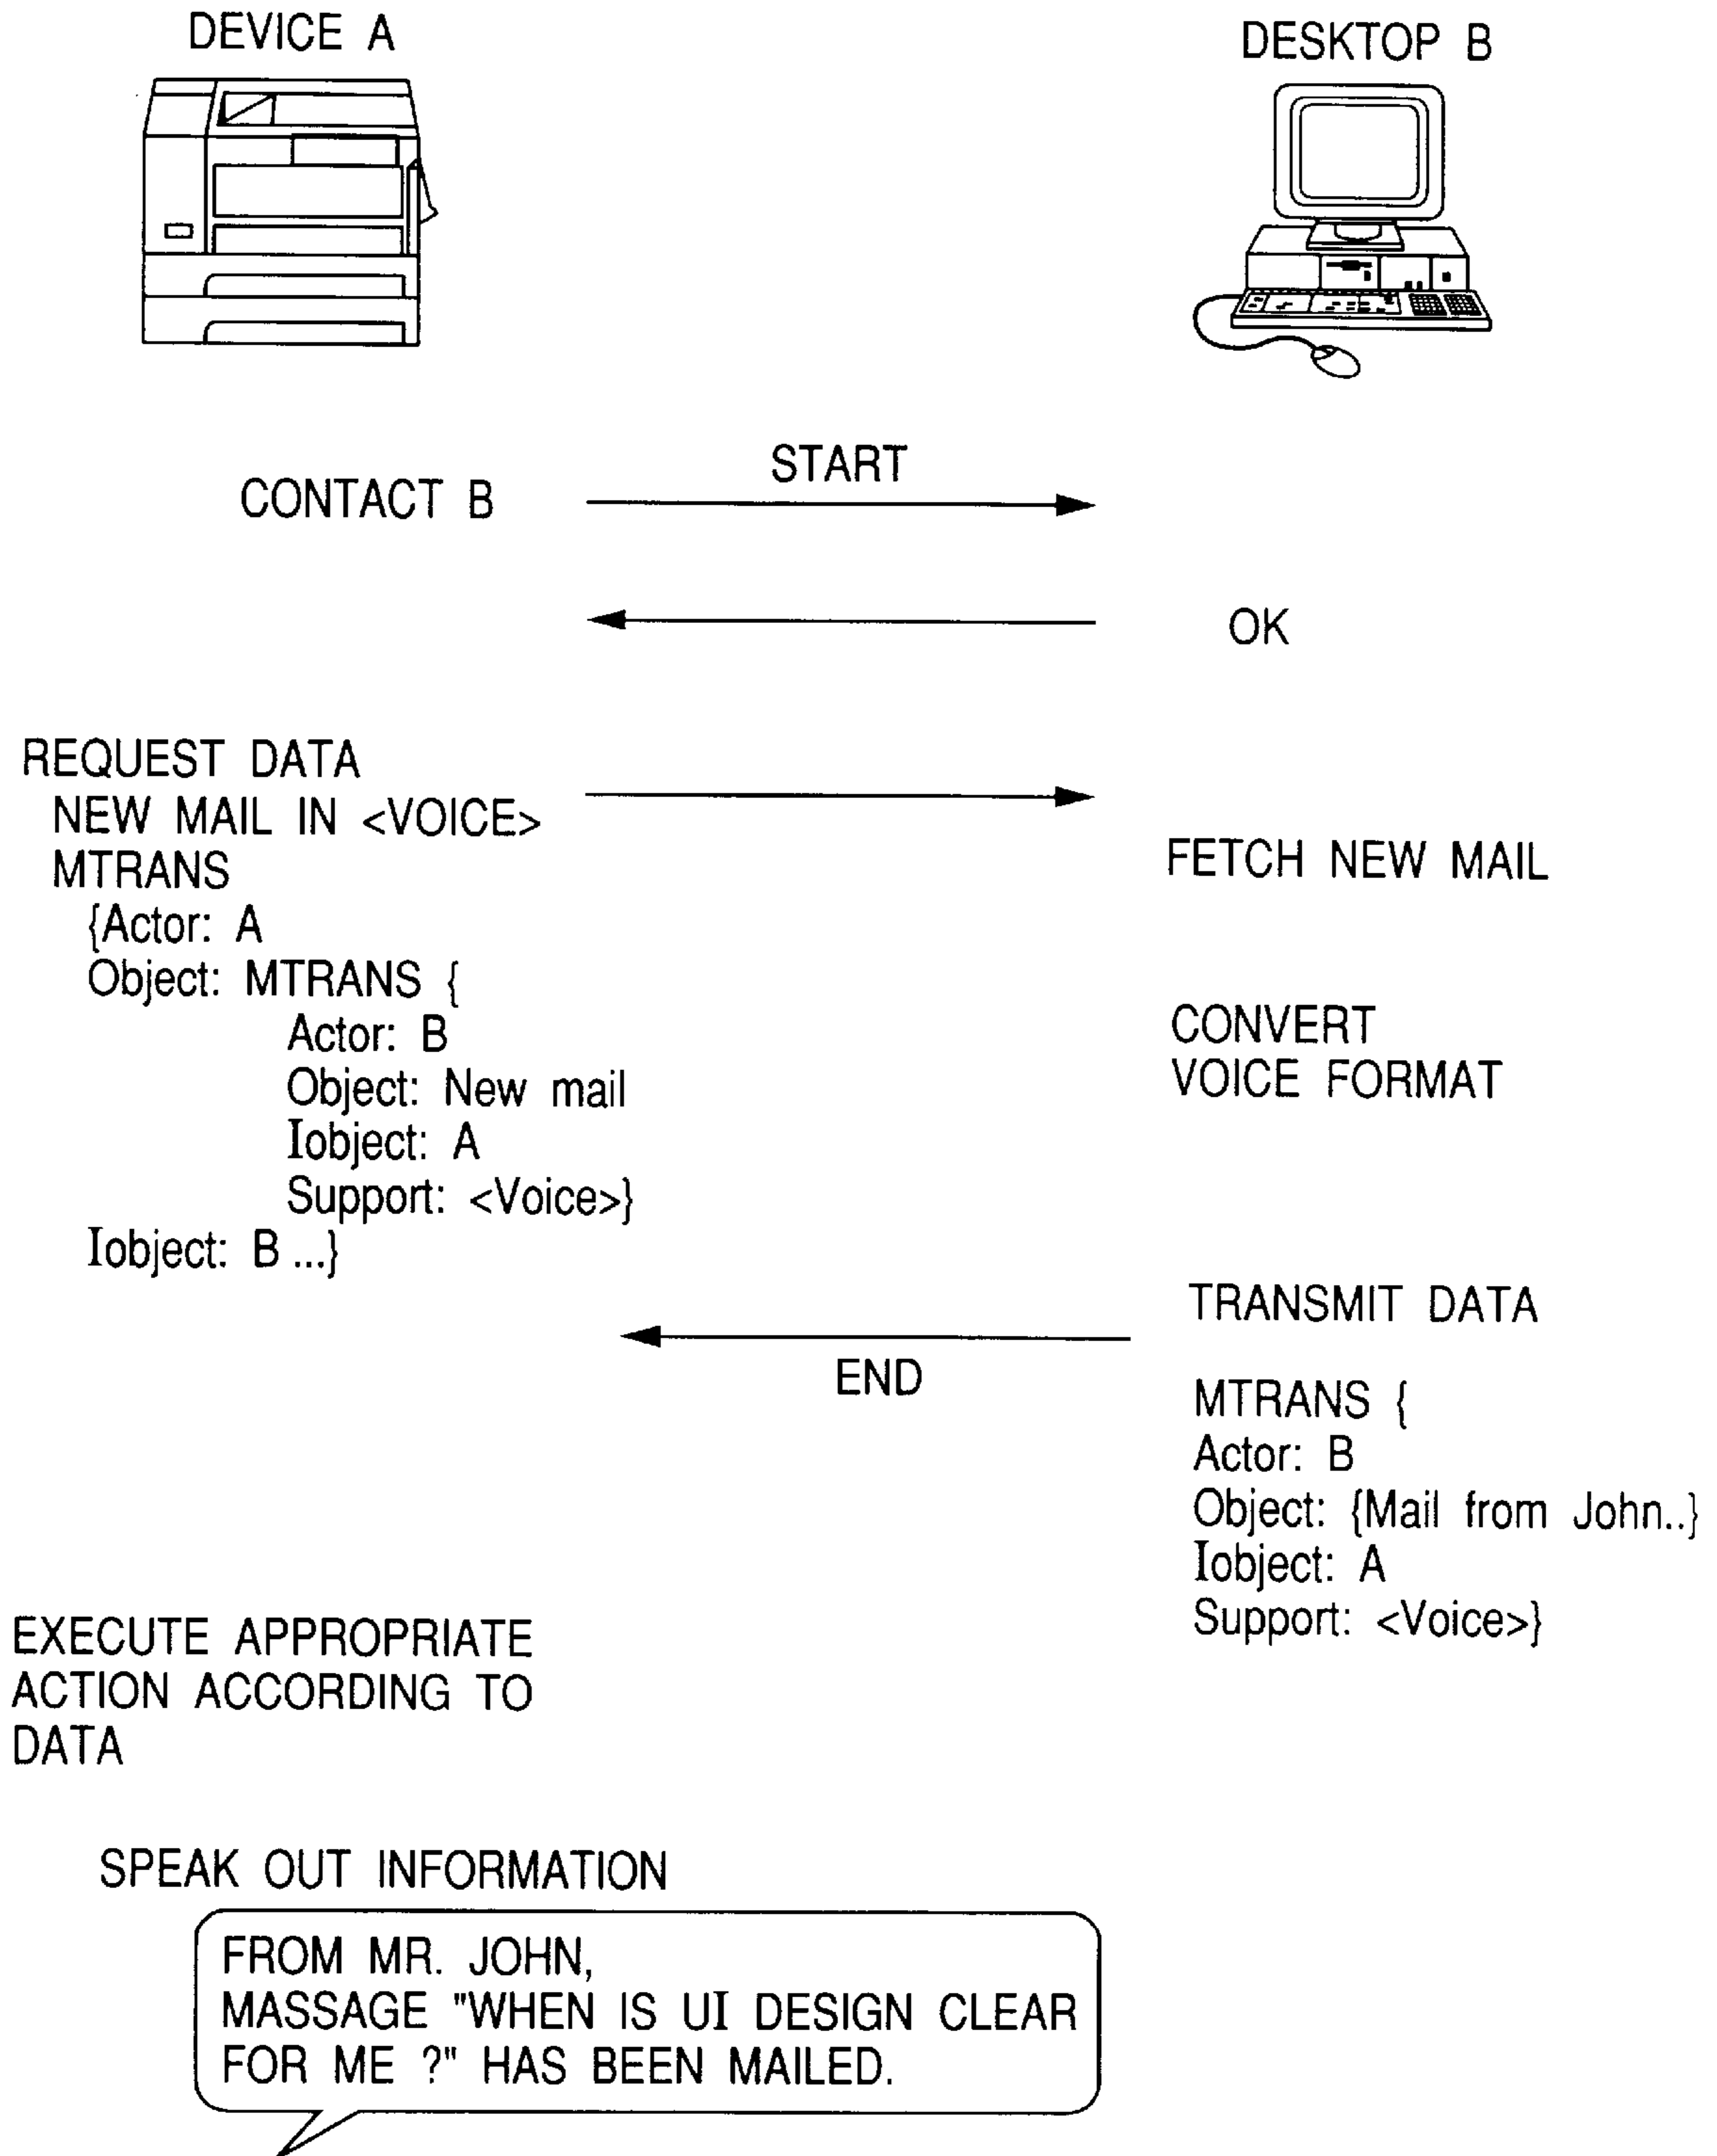 DEVICE A
DESKTOP B
CONTACT B
START
OK
REQUEST DATA
NEW MAIL IN <VOICE>
MTRANS
{Actor: A
Object: MTRANS {
Actor: B
Object: New mail
Iobject: A
Support: <Voice>}
Iobject: B ...}
FETCH NEW MAIL
CONVERT
VOICE FORMAT
TRANSMIT DATA
END
MTRANS {
Actor: B
Object: {Mail from John..}
Iobject: A
Support: <Voice>}
EXECUTE APPROPRIATE
ACTION ACCORDING TO
DATA
SPEAK OUT INFORMATION
FROM MR. JOHN,
MASSAGE "WHEN IS UI DESIGN CLEAR
FOR ME ?" HAS BEEN MAILED.